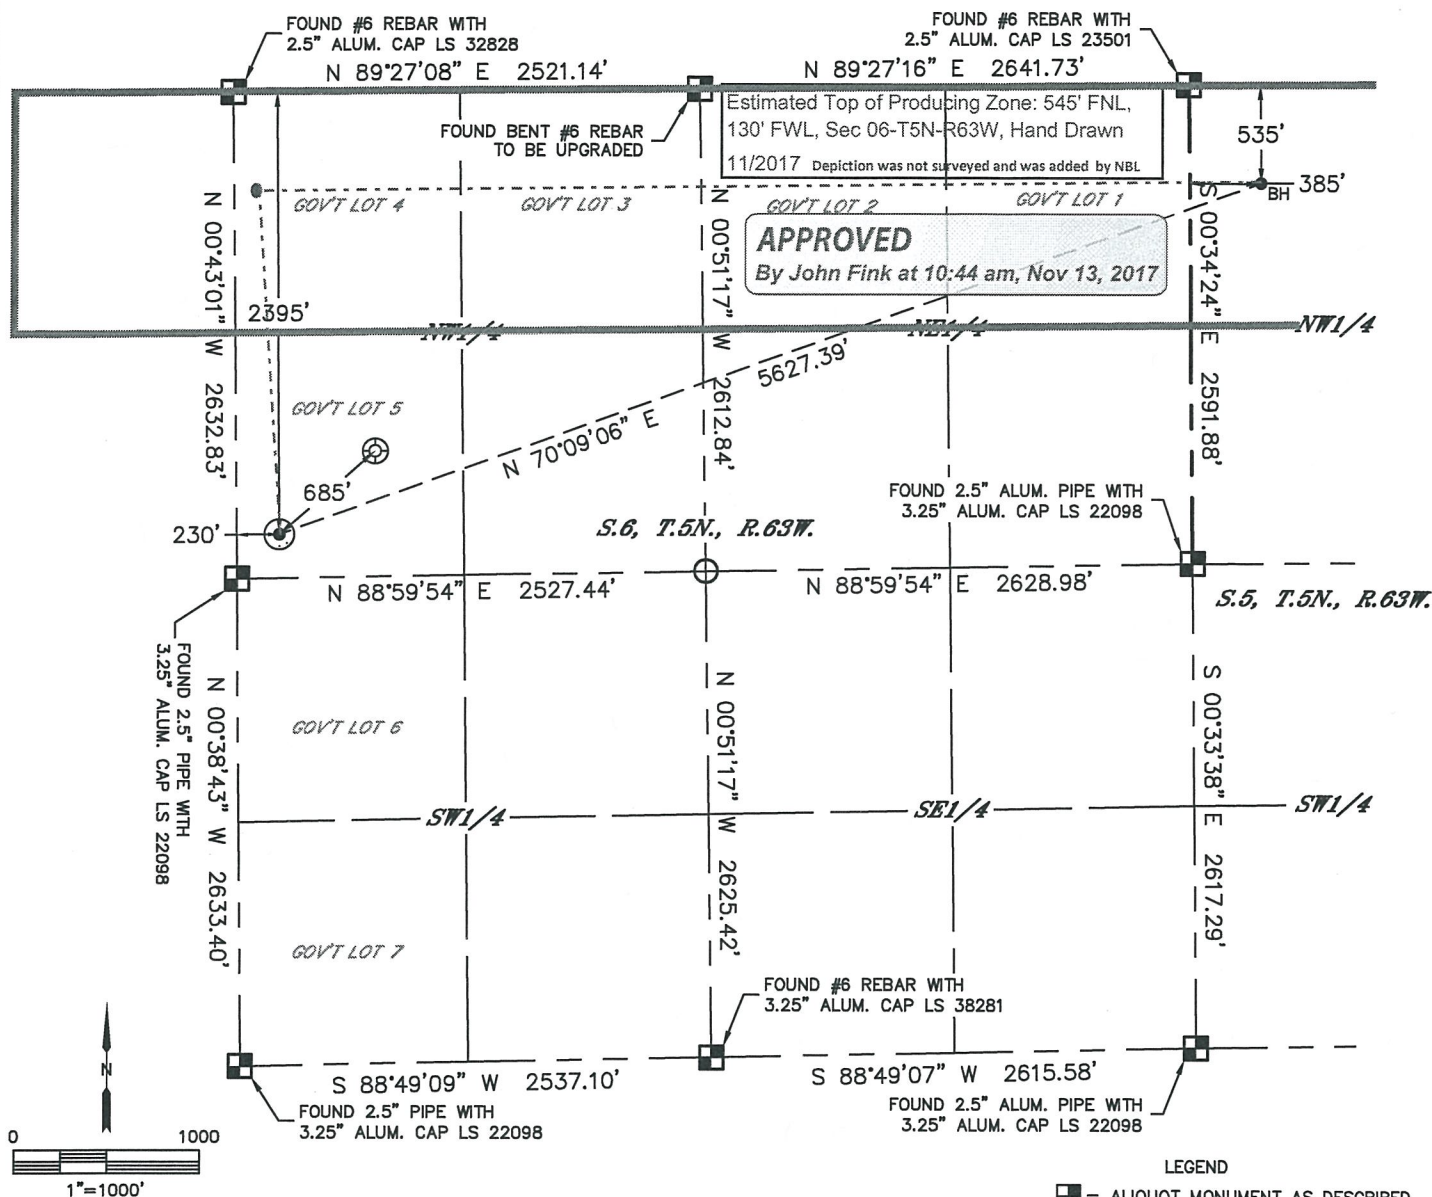 FOUND #6 REBAR WITH
2.5" ALUM. CAP LS 32828
FOUND #6 REBAR WITH
2.5" ALUM. CAP LS 23501
N 89°27'08" E 2521.14'
N 89°27'16" E 2641.73'
Estimated Top of Producing Zone: 545' FNL,
130' FWL, Sec 06-T5N-R63W, Hand Drawn
11/2017 Depiction was not surveyed and was added by NBL
FOUND BENT #6 REBAR
TO BE UPGRADED
535'
385'
BH
GOV'T LOT 4
GOV'T LOT 3
GOV'T LOT 2
GOV'T LOT 1
APPROVED
By John Fink at 10:44 am, Nov 13, 2017
N 00°43'01" W 2632.83'
N 00°51'17" W 2612.84'
S 00°34'24" E 2591.88'
2395'
NW1/4
NE1/4
NW1/4
5627.39'
N 70°09'06" E
GOV'T LOT 5
685'
230'
FOUND 2.5" ALUM. PIPE WITH
3.25" ALUM. CAP LS 22098
S.6, T.5N., R.63W.
N 88°59'54" E 2527.44'
N 88°59'54" E 2628.98'
S.5, T.5N., R.63W.
FOUND 2.5" PIPE WITH
3.25" ALUM. CAP LS 22098
N 00°38'43" W 2633.40'
N 00°51'17" W 2625.42'
S 00°33'38" E 2617.29'
GOV'T LOT 6
SW1/4
SE1/4
SW1/4
GOV'T LOT 7
FOUND #6 REBAR WITH
3.25" ALUM. CAP LS 38281
S 88°49'09" W 2537.10'
S 88°49'07" W 2615.58'
FOUND 2.5" PIPE WITH
3.25" ALUM. CAP LS 22098
FOUND 2.5" ALUM. PIPE WITH
3.25" ALUM. CAP LS 22098
N
0 1000
1"=1000'
LEGEND
= ALIQUOT MONUMENT AS DESCRIBED